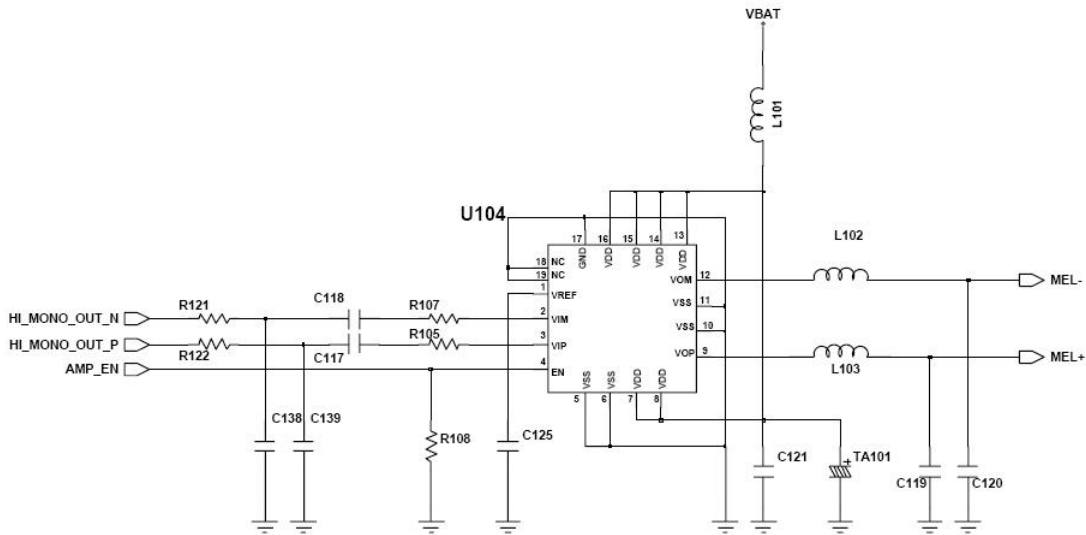 VBAT
L101
U104
17
16
15
14
13
GND
VDD
VDD
VDD
VDD
L102
18
NC
19
NC
12
VOM
MEL-
1
VREF
C118
R107
R121
VSS
11
HI_MONO_OUT_N
2
VIM
R105
VSS
10
HI_MONO_OUT_P
3
VIP
R122
C117
VOP
9
MEL+
AMP_EN
4
EN
L103
VSS
VSS
VDD
VDD
5
6
7
8
C138
C139
R108
C125
C121
+
TA101
C119
C120